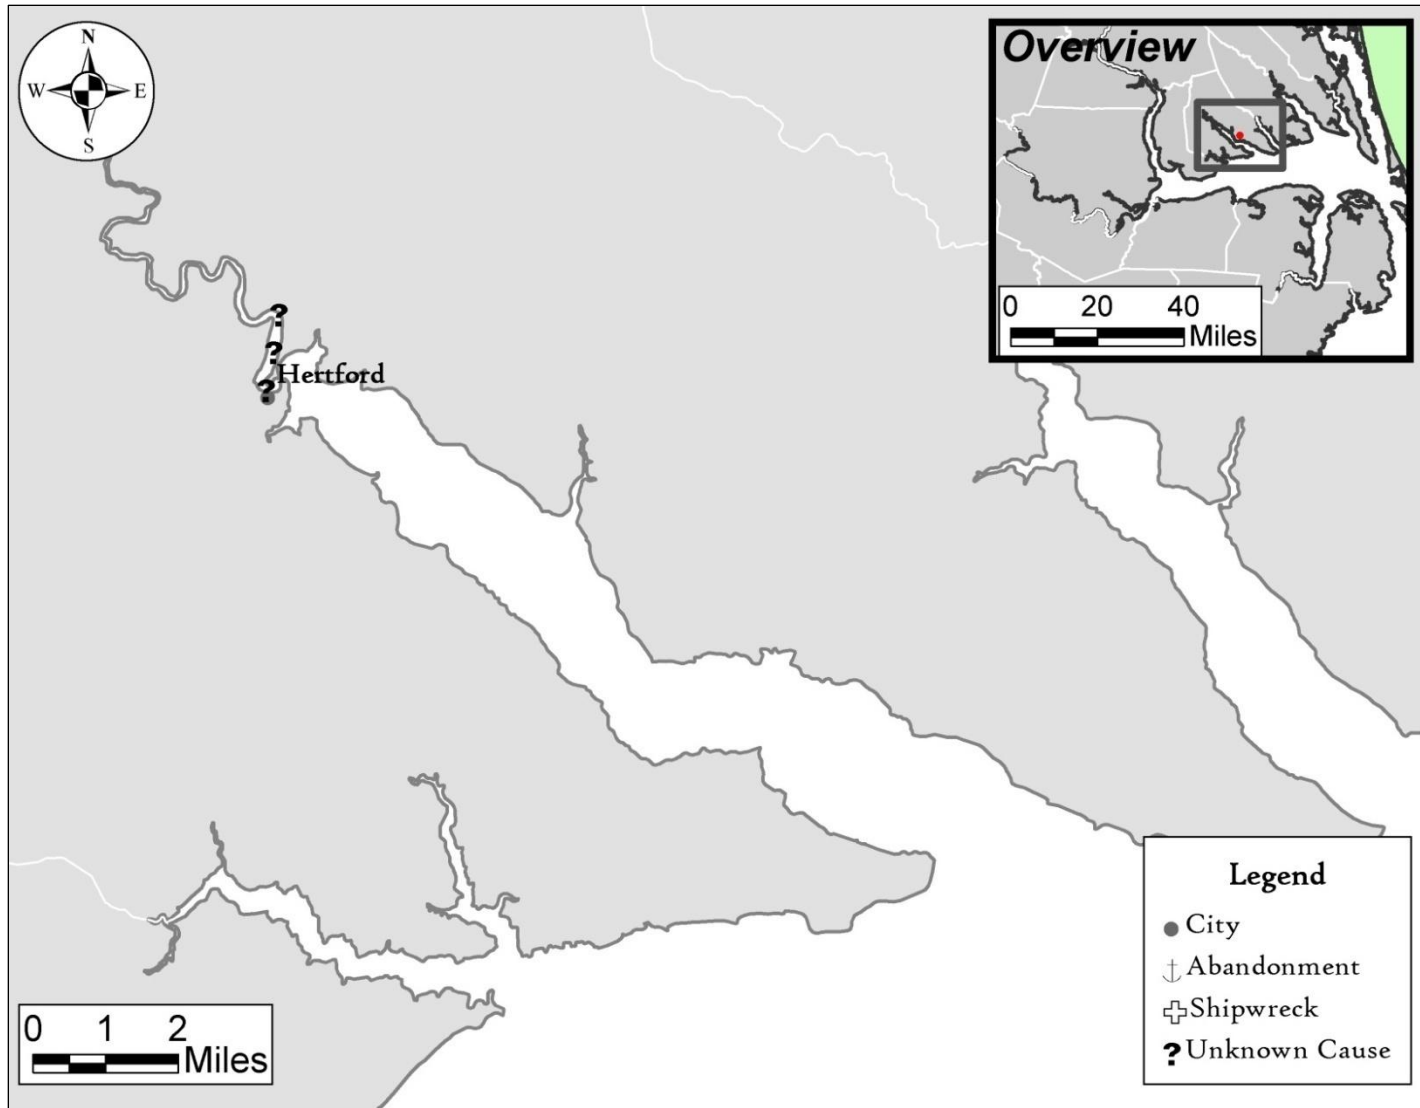 N
W E
S
Overview
0 20 40
Miles
?
?
Hertford
?
Legend
City
Abandonment
Shipwreck
? Unknown Cause
0 1 2
Miles